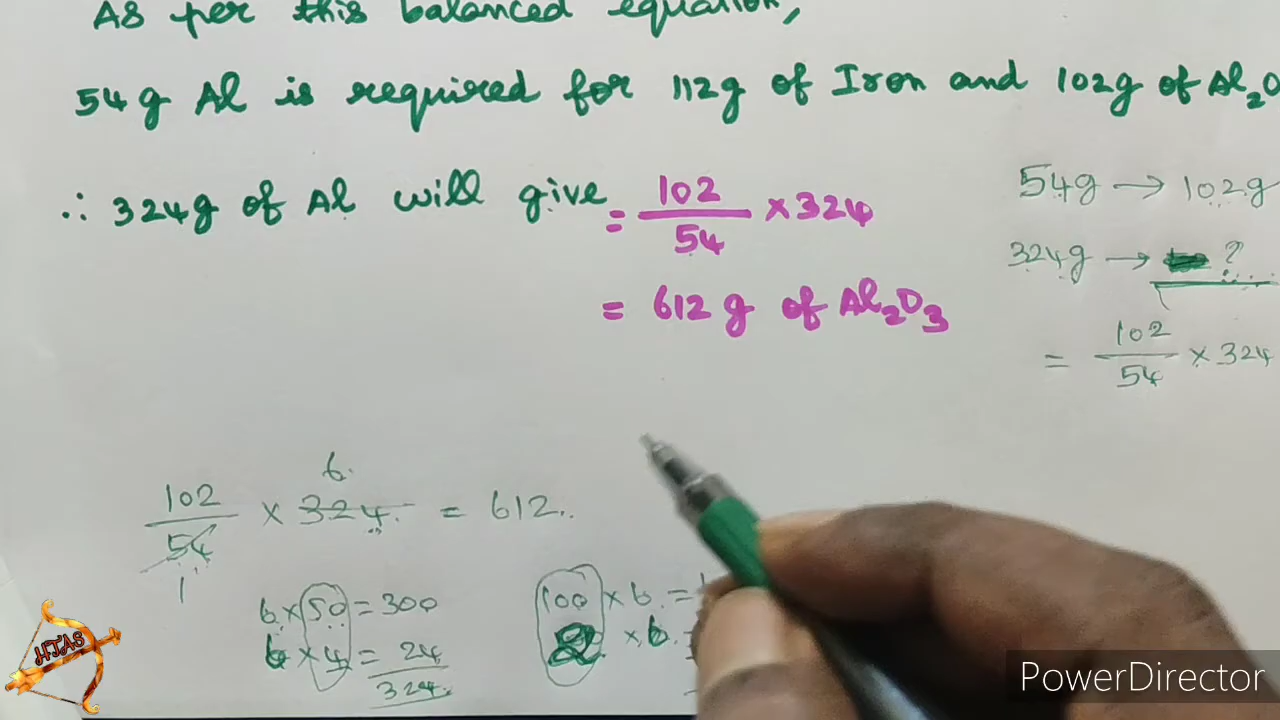 As per this balanced equation,
54g Al is required for 112g of Iron and 102g of Al₂O
∴ 324g of Al will give = 102/54 × 324
= 612 g of Al₂O₃
54g → 102g
324g → ?
= 102/54 × 324
6
102/54 × 324 = 612
1
6 × 50 = 300
6 × 4 = 24
324
100 × 6 =
2 × 6 =
HTAS
PowerDirector